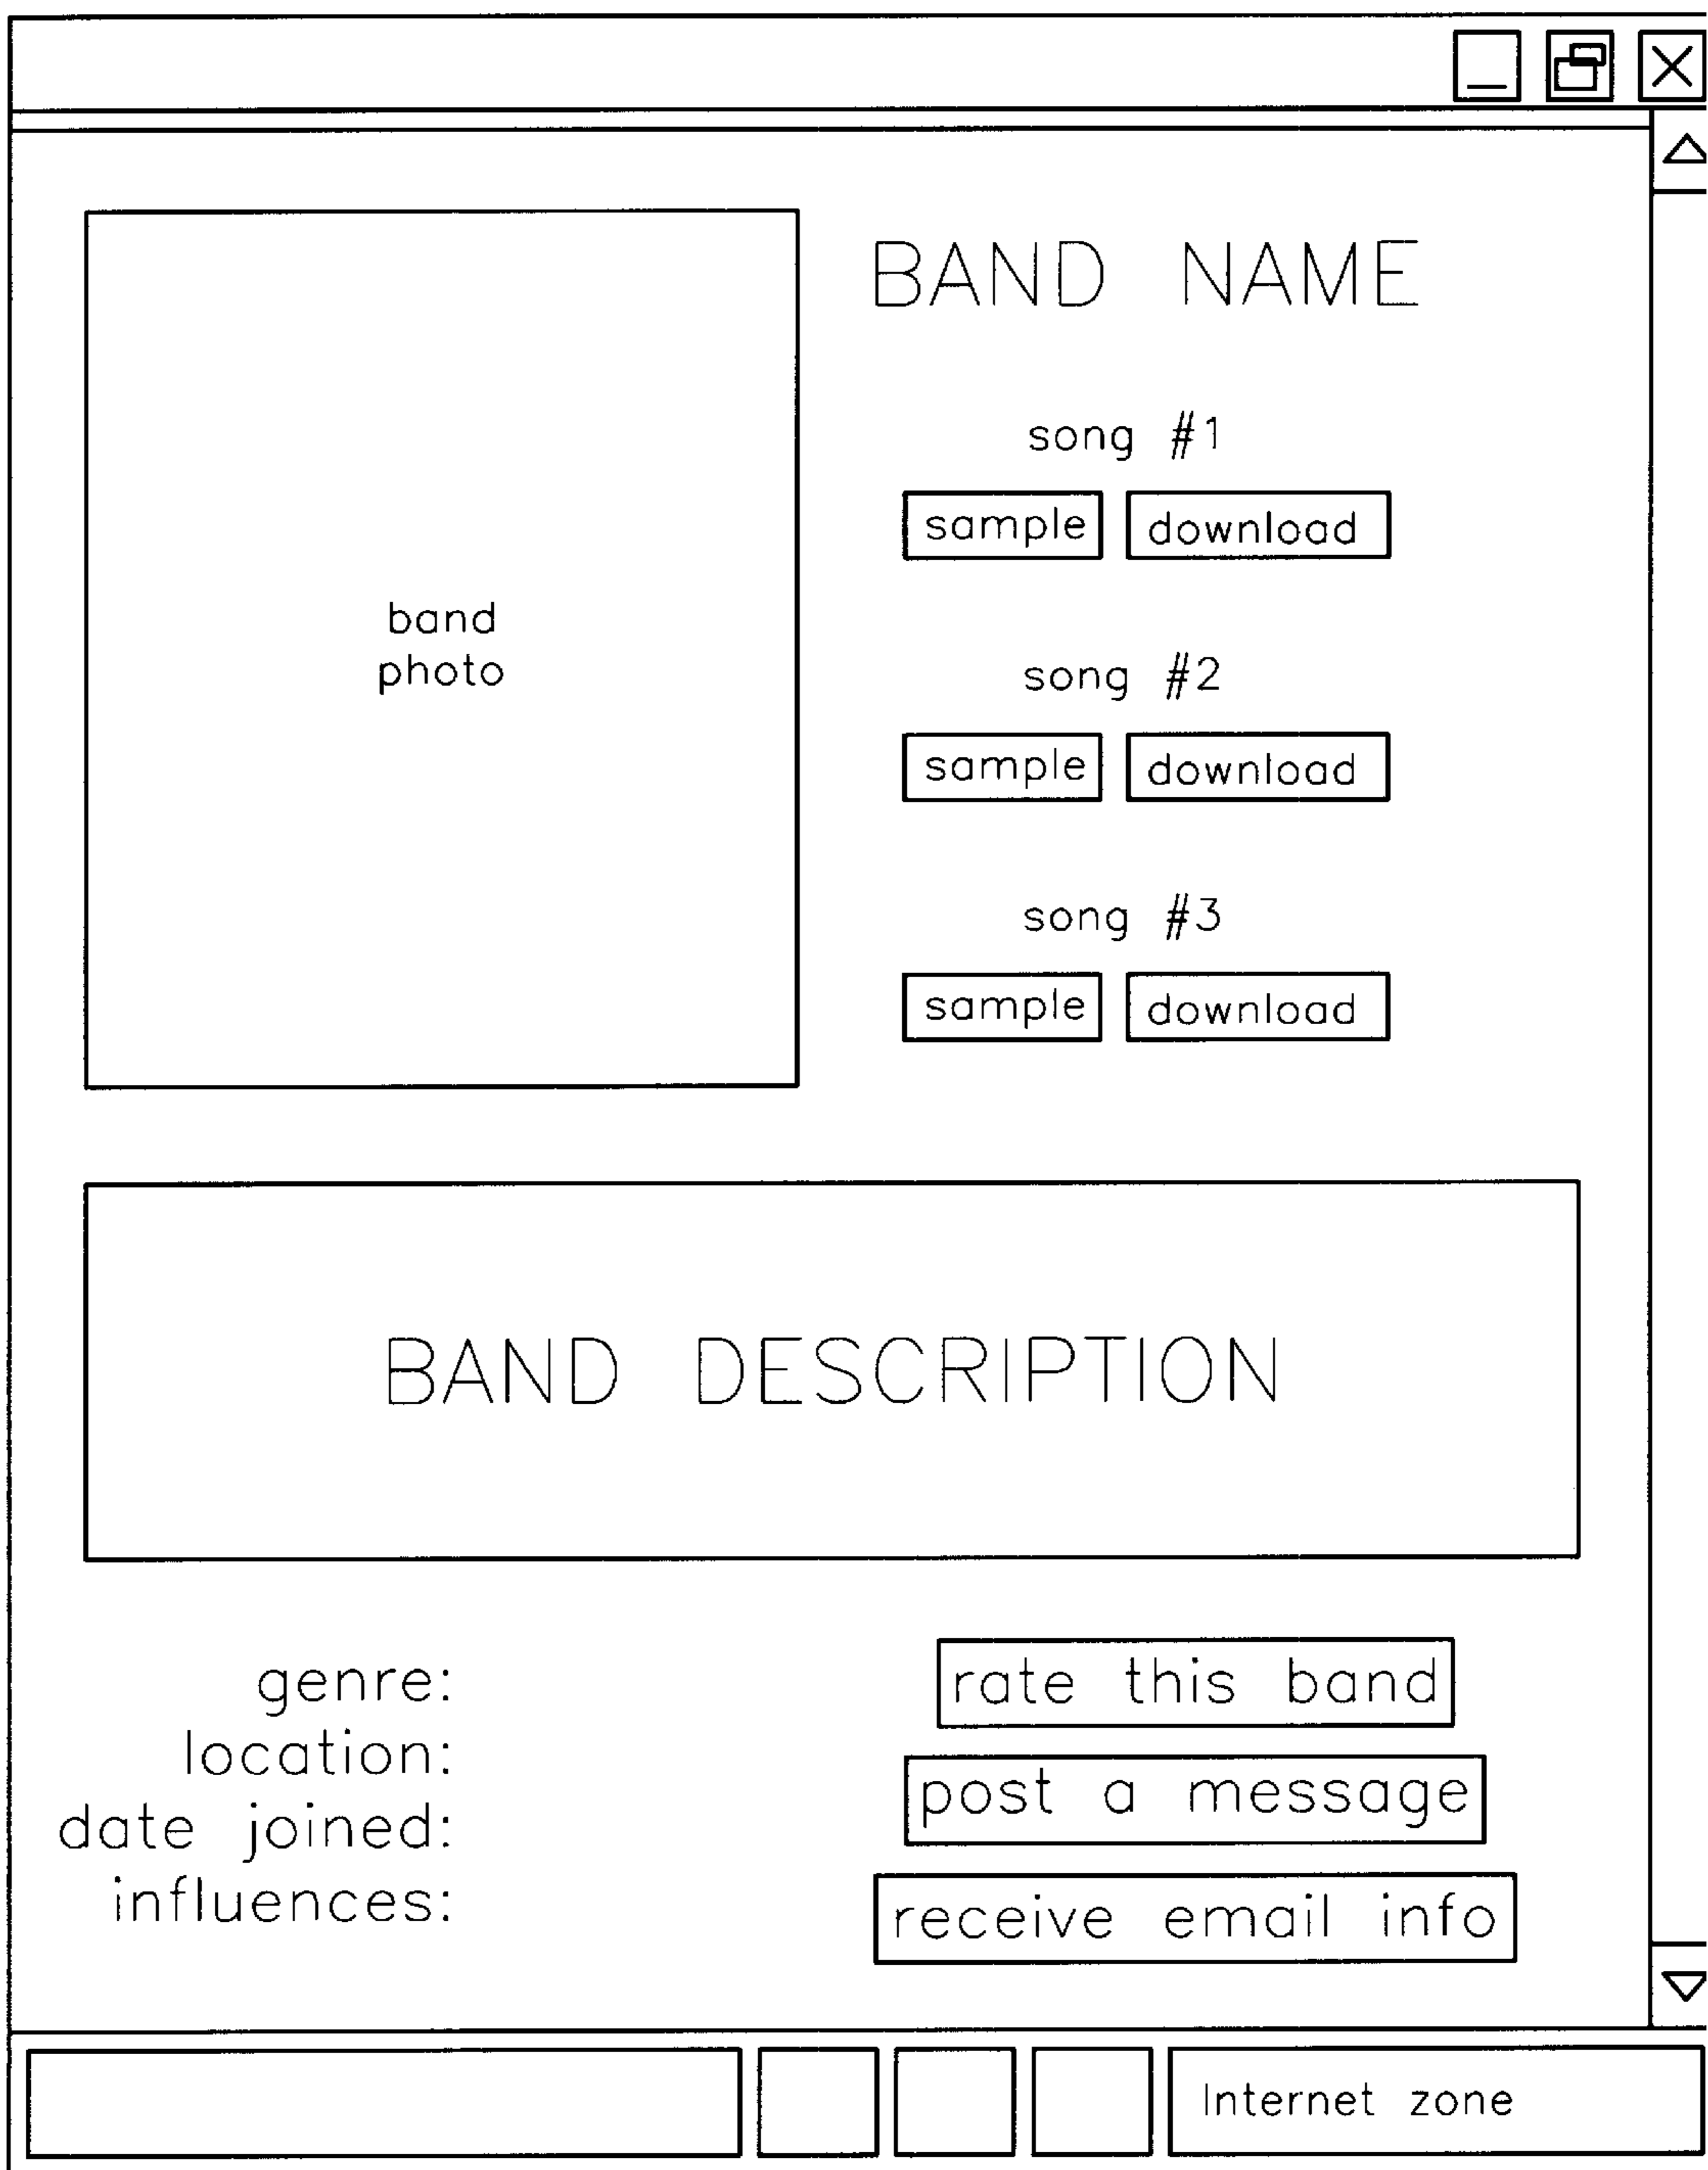 BAND NAME
song #1
sample download
band
photo
song #2
sample download
song #3
sample download
BAND DESCRIPTION
genre:
location:
date joined:
influences:
rate this band
post a message
receive email info
Internet zone